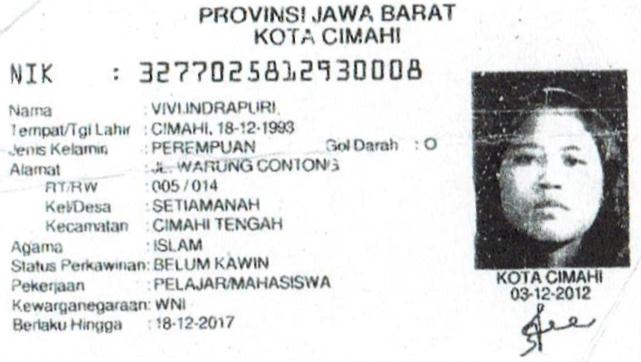 PROVINSI JAWA BARAT
KOTA CIMAHI
NIK : 3277025812930008
Nama : VIVI.INDRAPURI.
Tempat/Tgl Lahir : CIMAHI, 18-12-1993
Jenis Kelamin : PEREMPUAN Gol Darah : O
Alamat : JL. WARUNG CONTONG
RT/RW : 005 / 014
Kel/Desa : SETIAMANAH
Kecamatan : CIMAHI TENGAH
Agama : ISLAM
Status Perkawinan: BELUM KAWIN
Pekerjaan : PELAJAR/MAHASISWA
Kewarganegaraan: WNI
Berlaku Hingga : 18-12-2017
KOTA CIMAHI
03-12-2012